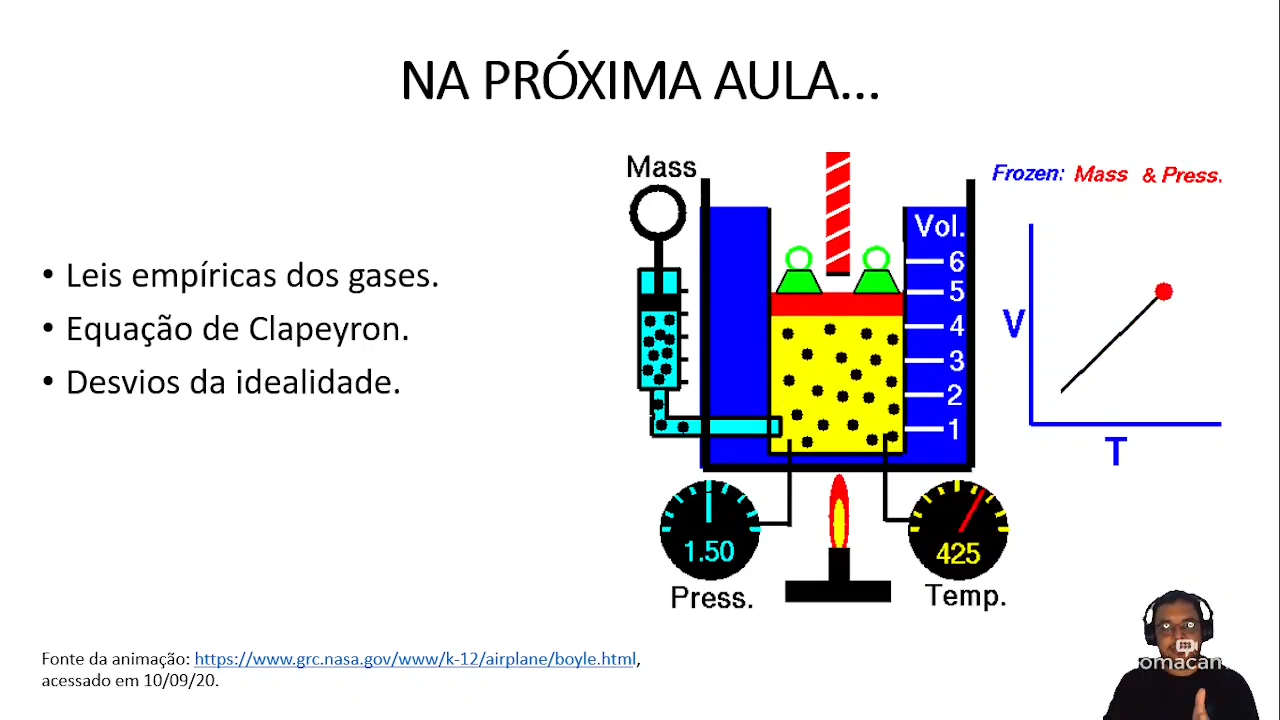 NA PRÓXIMA AULA...
• Leis empíricas dos gases.
• Equação de Clapeyron.
• Desvios da idealidade.
Mass
Frozen: Mass & Press.
Vol.
6
5
4
3
2
1
V
T
1.50
425
Press.
Temp.
Fonte da animação: https://www.grc.nasa.gov/www/k-12/airplane/boyle.html,
acessado em 10/09/20.